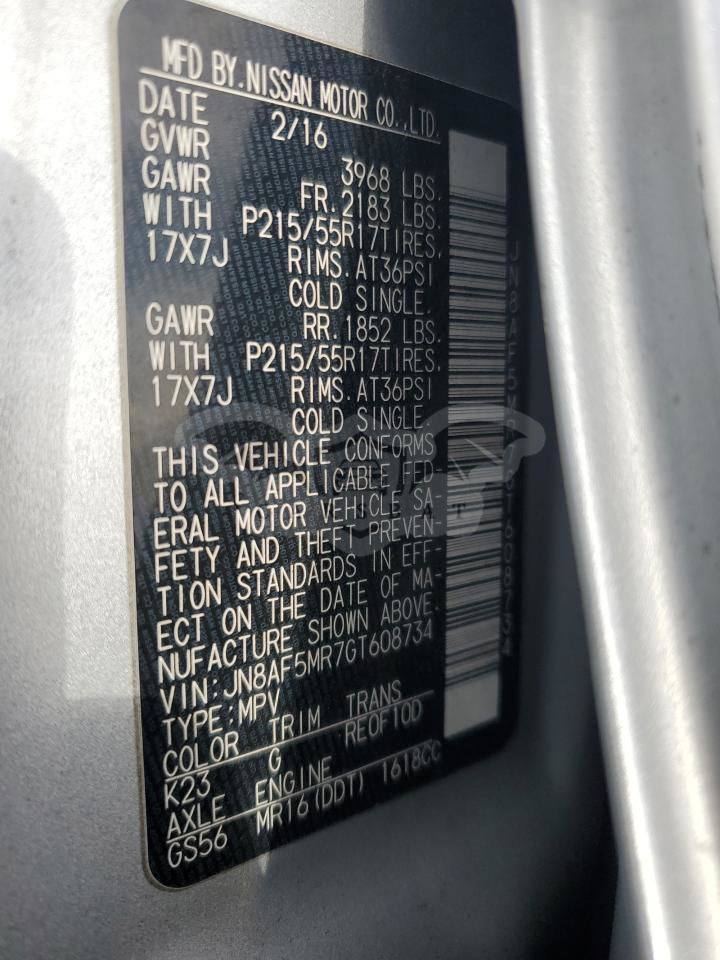 MFD BY.NISSAN MOTOR CO.,LTD.
DATE 2/16
GVWR 3968 LBS.
GAWR FR.2183 LBS.
WITH P215/55R17TIRES.
17X7J RIMS.AT36PSI
COLD SINGLE.
GAWR RR.1852 LBS.
WITH P215/55R17TIRES.
17X7J RIMS.AT36PSI
COLD SINGLE.
THIS VEHICLE CONFORMS
TO ALL APPLICABLE FED-
ERAL MOTOR VEHICLE SA-
FETY AND THEFT PREVEN-
TION STANDARDS IN EFF-
ECT ON THE DATE OF MA-
NUFACTURE SHOWN ABOVE.
VIN:JN8AF5MR7GT608734
TYPE:MPV
COLOR TRIM TRANS
K23 G RE0F10D
AXLE ENGINE
GS56 MR16(DDT) 1618CC
JN8AF5MR7GT608734